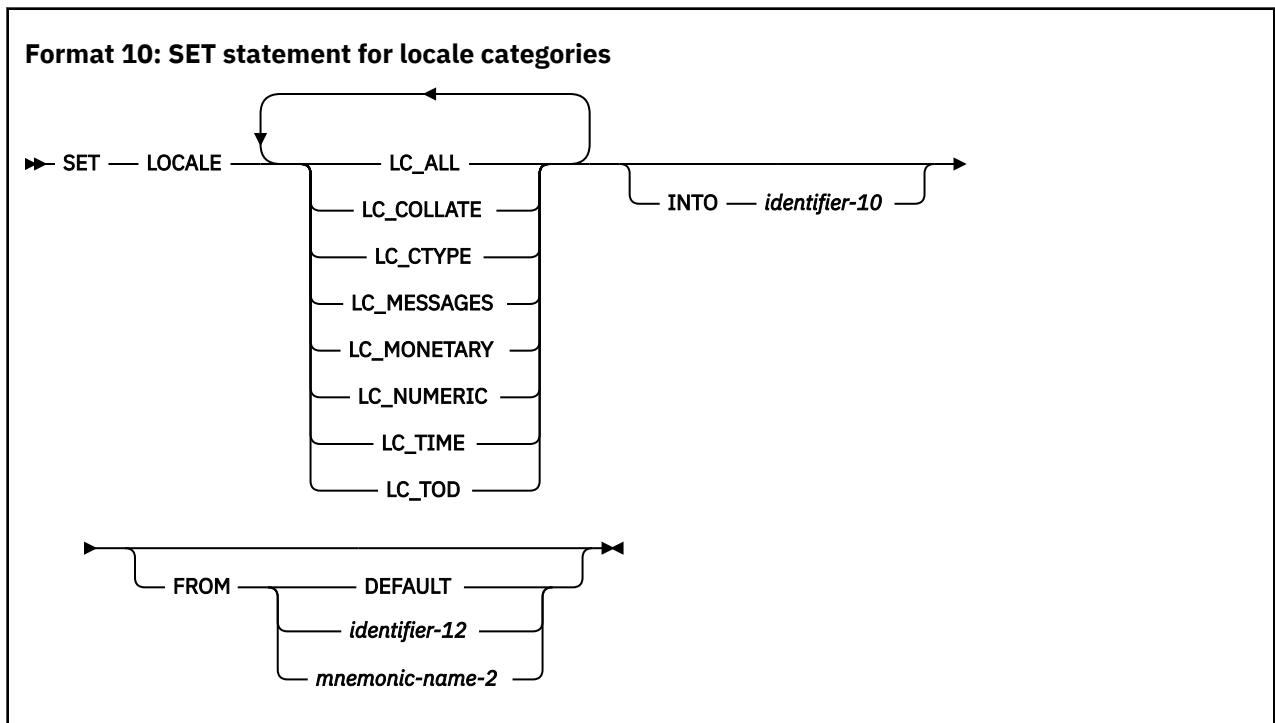 Format 10: SET statement for locale categories
SET LOCALE LC_ALL
INTO identifier-10
LC_COLLATE
LC_CTYPE
LC_MESSAGES
LC_MONETARY
LC_NUMERIC
LC_TIME
LC_TOD
FROM DEFAULT
identifier-12
mnemonic-name-2